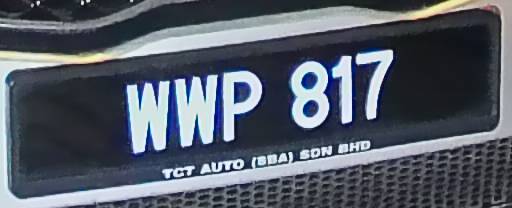 WWP 817
TCT AUTO (SBA) SDN BHD